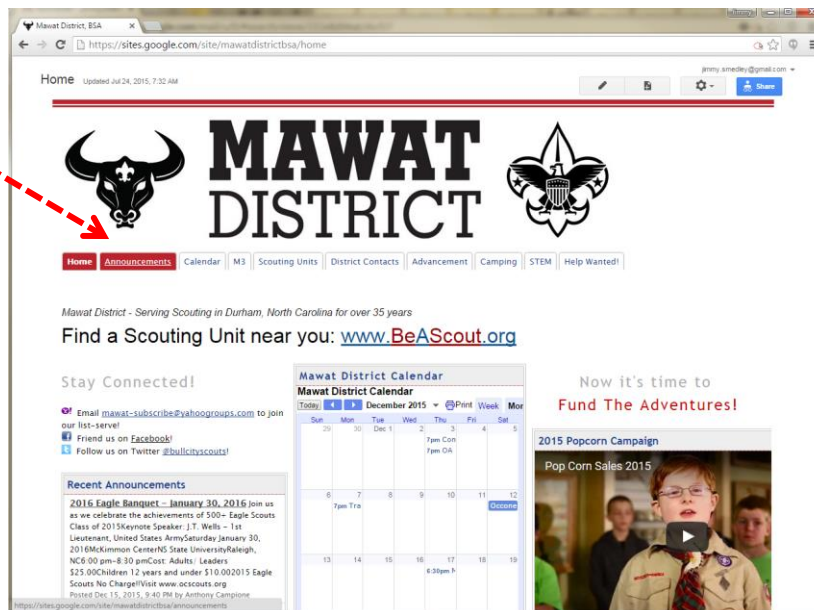 Mawat District, BSA
https://sites.google.com/site/mawatdistrictbsa/home
jimmy.smedley@gmail.com
Home Updated Jul 24, 2015, 7:32 AM
Share
MAWAT
DISTRICT
Home Announcements Calendar M3 Scouting Units District Contacts Advancement Camping STEM Help Wanted!
Mawat District - Serving Scouting in Durham, North Carolina for over 35 years
Find a Scouting Unit near you: www.BeAScout.org
Stay Connected!
Email mawat-subscribe@yahoogroups.com to join
our list-serve!
Friend us on Facebook!
Follow us on Twitter @bullcityscouts!
Recent Announcements
2016 Eagle Banquet – January 30, 2016 Join us
as we celebrate the achievements of 500+ Eagle Scouts
Class of 2015Keynote Speaker: J.T. Wells – 1st
Lieutenant, United States ArmySaturday January 30,
2016McKimmon CenterNS State UniversityRaleigh,
NC6:00 pm–8:30 pmCost: Adults/ Leaders
$25.00Children 12 years and under $10.002015 Eagle
Scouts No Charge!!Visit www.ocscouts.org
Posted Dec 15, 2015, 9:40 PM by Anthony Campione
https://sites.google.com/site/mawatdistrictbsa/announcements
Mawat District Calendar
Mawat District Calendar
Today December 2015 Print Week Mor
Sun Mon Tue Wed Thu Fri Sat
29 30 Dec 1 2 3 4 5
7pm Con
7pm OA
6 7 8 9 10 11 12
7pm Tra Occone
13 14 15 16 17 18 19
6:30pm
Now it's time to
Fund The Adventures!
2015 Popcorn Campaign
Pop Corn Sales 2015